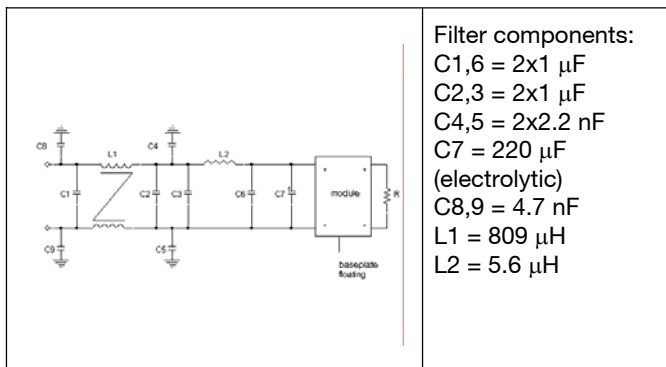 C8
L1
C4
L2
C1
C2
C3
C6
C7
module
R
C9
C5
baseplate
floating
Filter components:
C1,6 = 2x1 μF
C2,3 = 2x1 μF
C4,5 = 2x2.2 nF
C7 = 220 μF
(electrolytic)
C8,9 = 4.7 nF
L1 = 809 μH
L2 = 5.6 μH